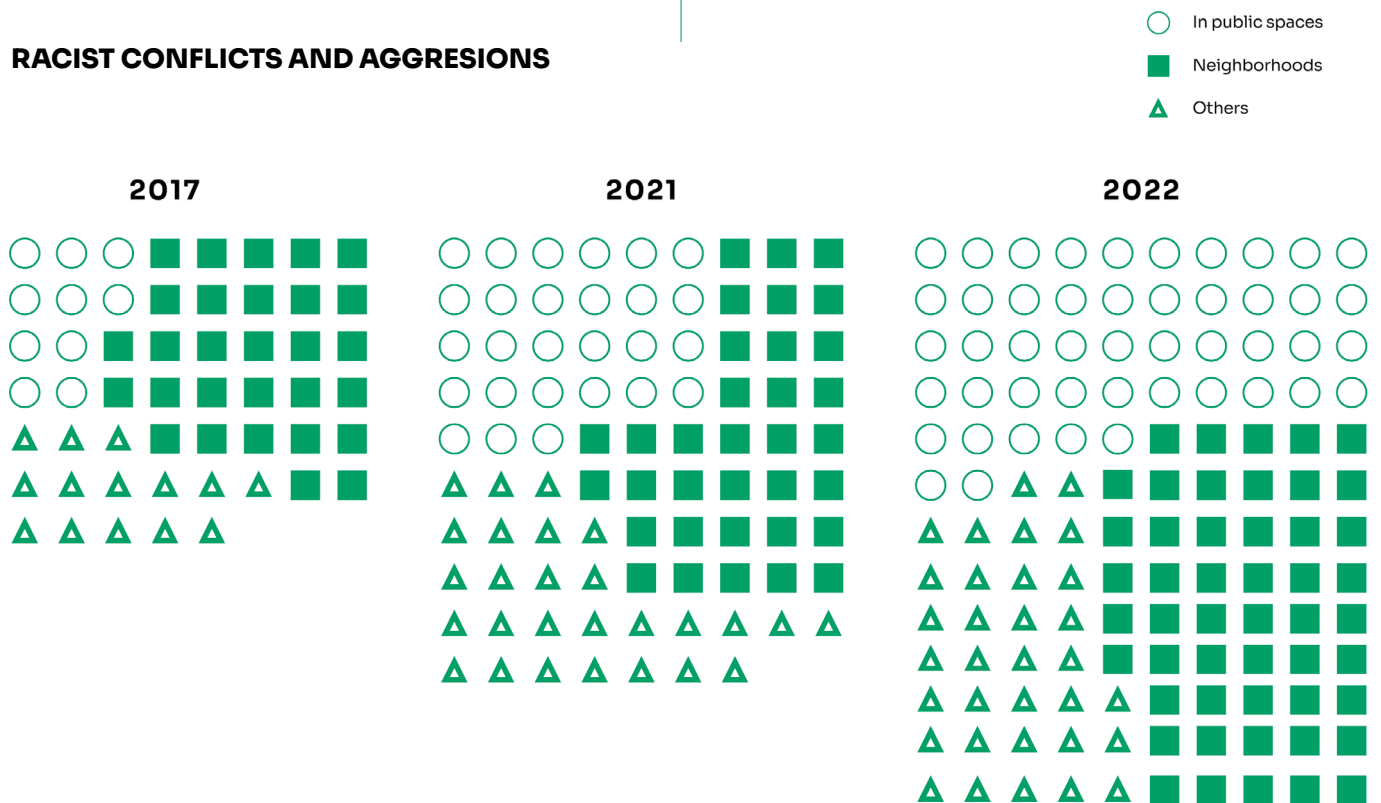 In public spaces
RACIST CONFLICTS AND AGGRESIONS
Neighborhoods
Others
2017
2021
2022